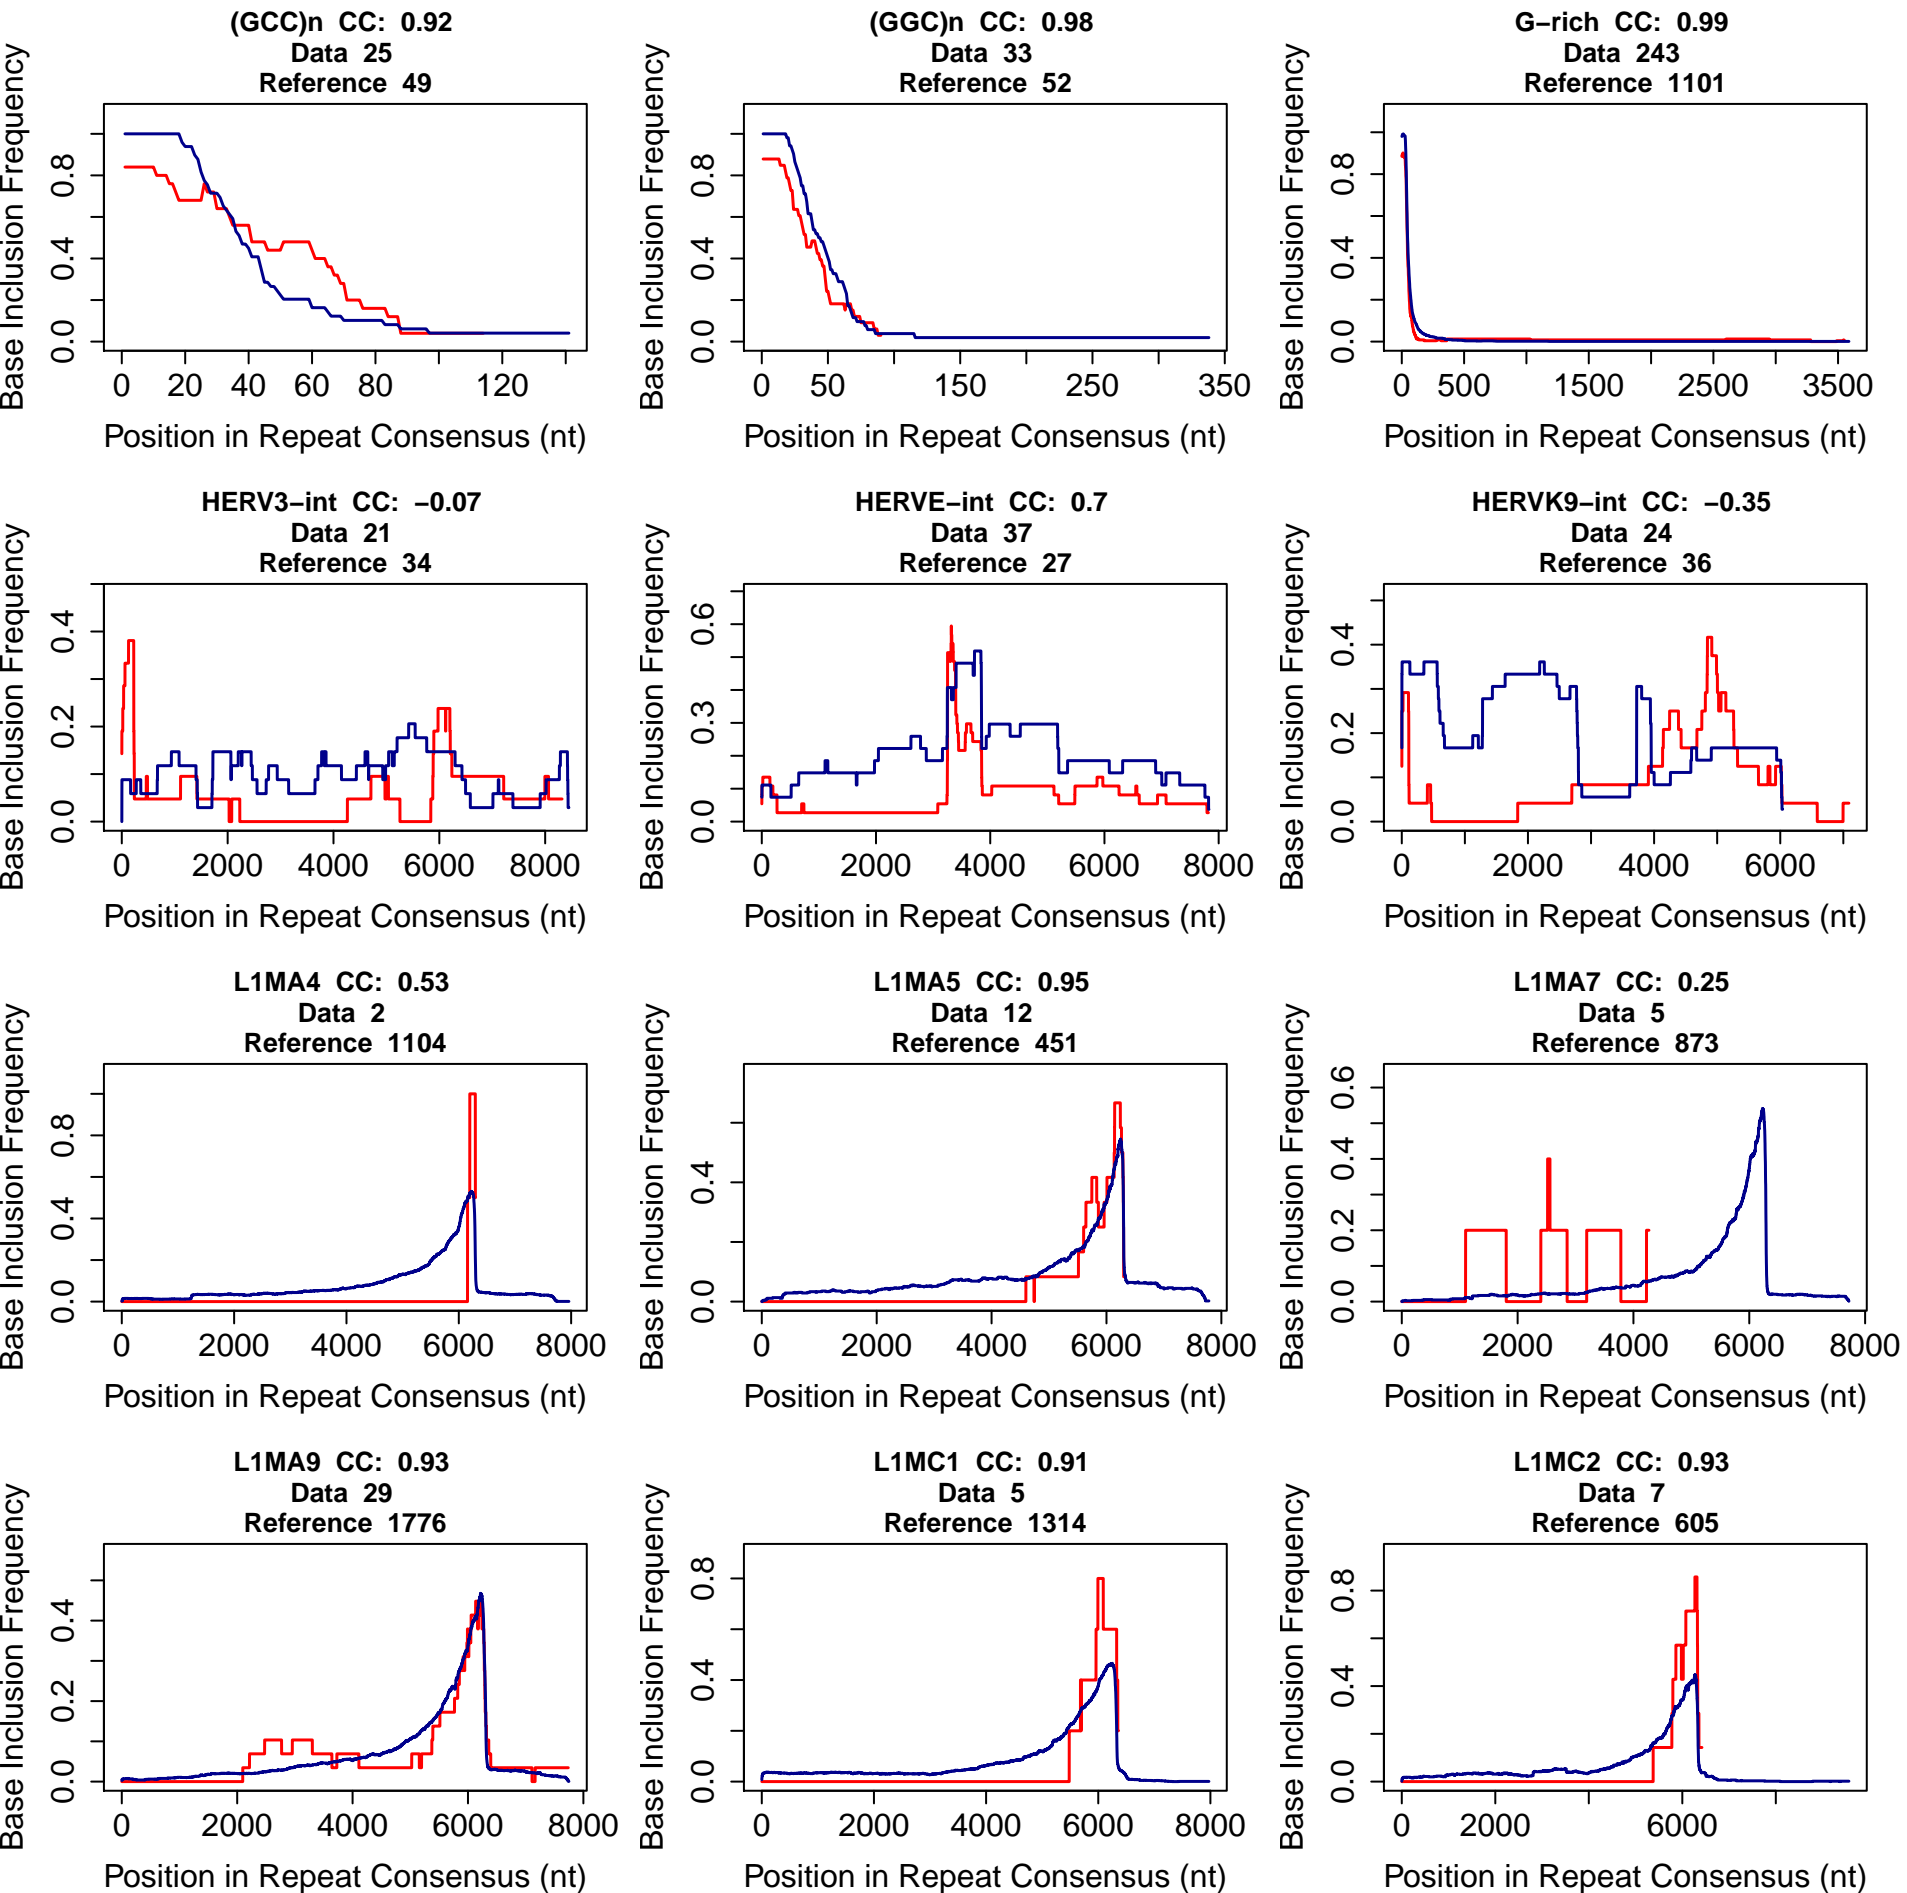 (GCC)n CC: 0.92
Data 25
Reference 49
Base Inclusion Frequency
0.0 0.4 0.8
0 20 40 60 80 120
Position in Repeat Consensus (nt)
(GGC)n CC: 0.98
Data 33
Reference 52
Base Inclusion Frequency
0.0 0.4 0.8
0 50 150 250 350
Position in Repeat Consensus (nt)
G−rich CC: 0.99
Data 243
Reference 1101
Base Inclusion Frequency
0.0 0.4 0.8
0 500 1500 2500 3500
Position in Repeat Consensus (nt)
HERV3−int CC: −0.07
Data 21
Reference 34
Base Inclusion Frequency
0.0 0.2 0.4
0 2000 4000 6000 8000
Position in Repeat Consensus (nt)
HERVE−int CC: 0.7
Data 37
Reference 27
Base Inclusion Frequency
0.0 0.3 0.6
0 2000 4000 6000 8000
Position in Repeat Consensus (nt)
HERVK9−int CC: −0.35
Data 24
Reference 36
Base Inclusion Frequency
0.0 0.2 0.4
0 2000 4000 6000
Position in Repeat Consensus (nt)
L1MA4 CC: 0.53
Data 2
Reference 1104
Base Inclusion Frequency
0.0 0.4 0.8
0 2000 4000 6000 8000
Position in Repeat Consensus (nt)
L1MA5 CC: 0.95
Data 12
Reference 451
Base Inclusion Frequency
0.0 0.4
0 2000 4000 6000 8000
Position in Repeat Consensus (nt)
L1MA7 CC: 0.25
Data 5
Reference 873
Base Inclusion Frequency
0.0 0.2 0.4 0.6
0 2000 4000 6000 8000
Position in Repeat Consensus (nt)
L1MA9 CC: 0.93
Data 29
Reference 1776
Base Inclusion Frequency
0.0 0.2 0.4
0 2000 4000 6000 8000
Position in Repeat Consensus (nt)
L1MC1 CC: 0.91
Data 5
Reference 1314
Base Inclusion Frequency
0.0 0.4 0.8
0 2000 4000 6000 8000
Position in Repeat Consensus (nt)
L1MC2 CC: 0.93
Data 7
Reference 605
Base Inclusion Frequency
0.0 0.4 0.8
0 2000 6000
Position in Repeat Consensus (nt)